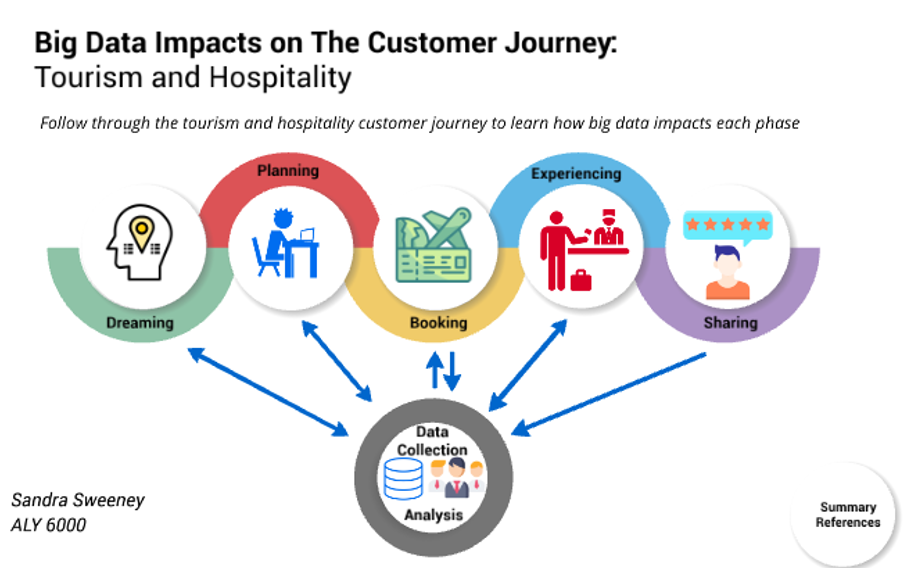 Big Data Impacts on The Customer Journey:
Tourism and Hospitality
Follow through the tourism and hospitality customer journey to learn how big data impacts each phase
Planning
Experiencing
Dreaming
Booking
Sharing
Data
Collection
Analysis
Sandra Sweeney
ALY 6000
Summary
References